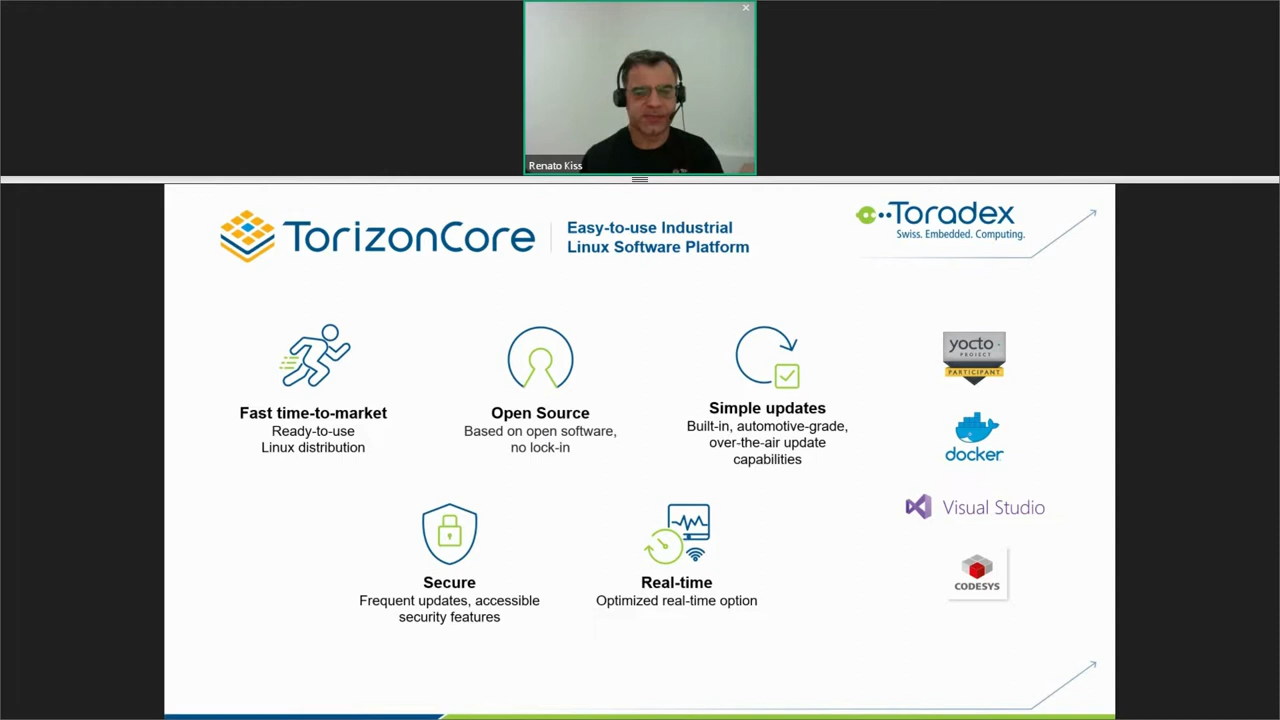 Renato Kiss
TorizonCore
Easy-to-use Industrial
Linux Software Platform
Toradex
Swiss. Embedded. Computing.
Fast time-to-market
Ready-to-use
Linux distribution
Open Source
Based on open software,
no lock-in
Simple updates
Built-in, automotive-grade,
over-the-air update
capabilities
yocto
PROJECT
PARTICIPANT
docker
Visual Studio
CODESYS
Secure
Frequent updates, accessible
security features
Real-time
Optimized real-time option